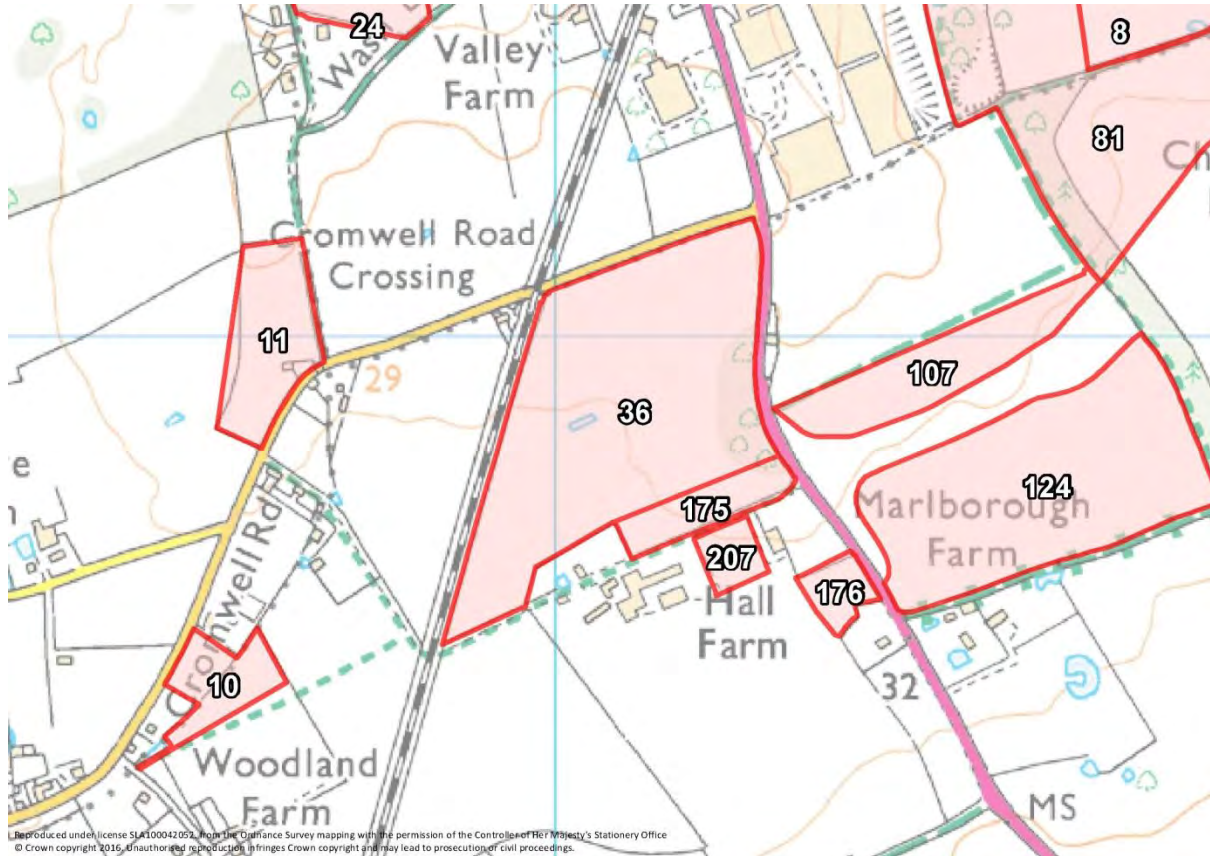 24
Was
Valley
Farm
8
81
Ch
Cromwell Road
Crossing
11
29
36
107
175
124
Marlborough
Farm
207
176
Hall
Farm
Cromwell Rd
10
32
Woodland
Farm
MS
e
Reproduced under license SLA100042052, from the Ordnance Survey mapping with the permission of the Controller of Her Majesty's Stationery Office
© Crown copyright 2016. Unauthorised reproduction infringes Crown copyright and may lead to prosecution or civil proceedings.